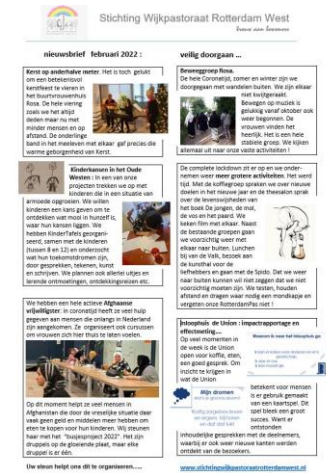 Stichting Wijkpastoraat Rotterdam West
bron van beweren
nieuwsbrief februari 2022 :
Kerst op anderhalve meter. Het is toch gelukt
om een betekenisvol
kerstfeest te vieren in
het buurtvrouwenhuis
Rosa. De hele viering
zoals we het altijd
deden maar nu met
minder mensen en op
afstand. De onderlinge
band in het meeleven met elkaar gaf precies die
warme geborgenheid van Kerst.
Kinderkansen in het Oude
Westen : In een van onze
projecten trekken we op met
kinderen die in een situatie van
armoede opgroeien. We willen
kinderen een kans geven om te
ontdekken wat mooi in hunzelf is,
waar hun kansen liggen. We
hebben KinderTafels georgani-
seerd, samen met de kinderen
(tussen 8 en 12) en onderzocht
wat hun toekomstdromen zijn,
door gesprekken, tekenen, kunst
en schrijven. We plannen ook allerlei uitjes en
lerende ontmoetingen, ontdekkingsreizen etc.
We hebben een hele actieve Afghaanse
vrijwilligster: in coronatijd heeft ze veel hulp
gegeven aan mensen die onlangs in Nederland
zijn aangekomen. Ze organiseert ook cursussen
om vrouwen zich hier thuis te laten voelen.
Op dit moment helpt ze veel mensen in
Afghanistan die door de vreselijke situatie daar
vaak geen geld en middelen meer hebben om
eten te kopen voor hun kinderen. Wij steunen
haar met het "busjesproject 2022". Het zijn
druppels op de gloeiende plaat, maar elke
druppel is er één.
Uw steun helpt ons dit te organiseren.....
veilig doorgaan ...
Beweeggroep Rosa.
De hele Coronatijd, zomer en winter zijn we
doorgegaan met wandelen buiten. We zijn elkaar
niet kwijtgeraakt.
Bewegen op muziek is
gelukkig vanaf oktober ook
weer begonnen. De
vrouwen vinden het
heerlijk. Het is een hele
stabiele groep. We kijken
allemaal uit naar onze vaste activiteiten !
De complete lockdown zit er op en we onder-
nemen weer meer grotere activiteiten. Het werd
tijd. Met de koffiegroep spraken we over nieuwe
doelen in het nieuwe jaar en de theesalon sprak
over de levenswijsheden van
het boek De jongen, de mol,
de vos en het paard. We
keken film met elkaar. Naast
de bestaande groepen gaan
we voorzichtig weer met
elkaar naar buiten. Lunchen
bij van de Valk, bezoek aan
de kunsthal voor de
liefhebbers en gaan met de Spido. Dat we weer
naar buiten kunnen wil niet zeggen dat we niet
voorzichtig moeten zijn. We testen, houden
afstand en dragen waar nodig een mondkapje en
vergeten onze RotterdamPas niet !
Inloophuis de Unie : impactrapportage en
effectmeting...
Op veel momenten in
de week is de Union
open voor koffie, eten,
een goed gesprek. Om
inzicht te krijgen in
wat de Union
betekent voor mensen
is er gebruik gemaakt
van een kaartspel. Dit
spel bleek een groot
succes. Want er
ontstonden
Mijn dromen
inhoudelijke gesprekken met de deelnemers,
waarbij er ook weer nieuwe kanten werden
ontdekt van de bezoekers.
www.stichtingwijkpastoraatrotterdamwest.nl